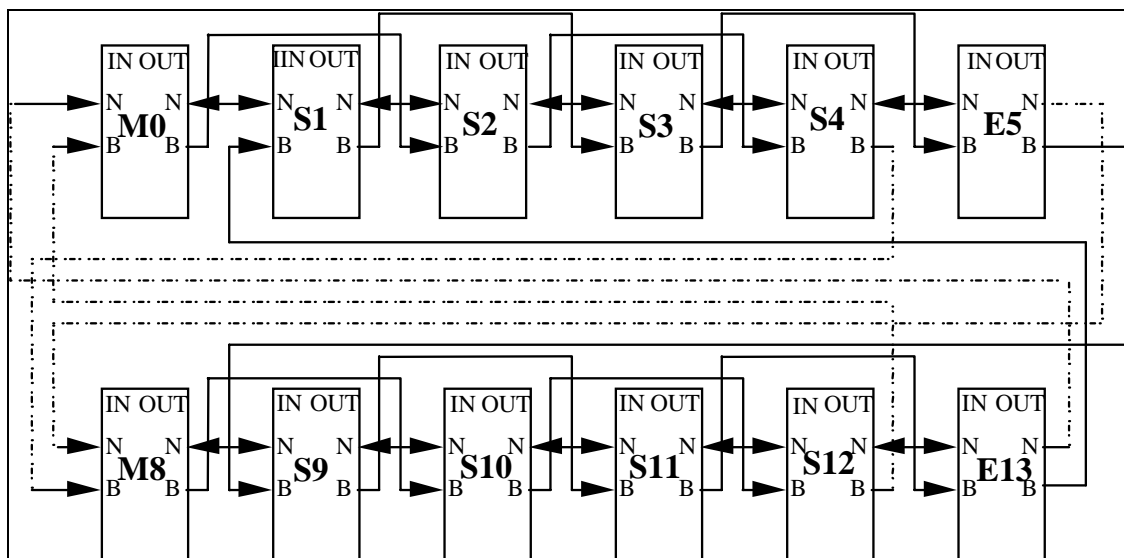 IN OUT IIN OUT IN OUT IN OUT IN OUT IN OUT
N N N N N N N N N N N N
M0 S1 S2 S3 S4 E5
B B B B B B B B B B B B
IN OUT IN OUT IN OUT IN OUT IN OUT IN OUT
N N N N N N N N N N N N
M8 S9 S10 S11 S12 E13
B B B B B B B B B B B B